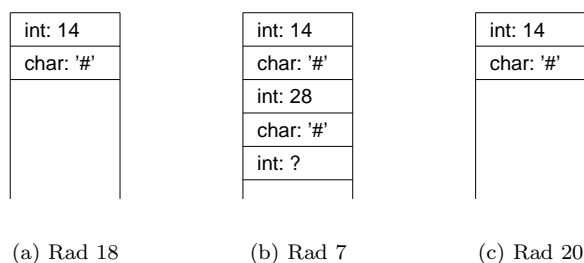 int: 14
char: ’#’
int: 14
char: ’#’
int: 28
char: ’#’
int: ?
int: 14
char: ’#’
(a) Rad 18
(b) Rad 7
(c) Rad 20